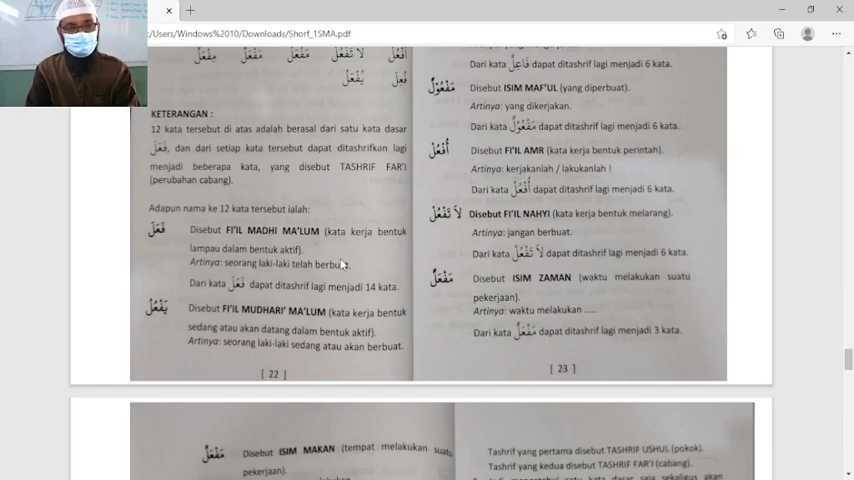 :/Users/Windows%2010/Downloads/Shorf_1SMA.pdf
أُفْعُلْ لَا تَفْعُلْ مَفْعَلٌ مَفْعَلٌ مِفْعَلٌ
فُعِلَ يُفْعَلُ
KETERANGAN :
12 kata tersebut di atas adalah berasal dari satu kata dasar
فَعَلَ, dan dari setiap kata tersebut dapat ditashrifkan lagi
menjadi beberapa kata, yang disebut TASHRIF FAR'I
(perubahan cabang).
Adapun nama ke 12 kata tersebut ialah:
فَعَلَ Disebut FI'IL MADHI MA'LUM (kata kerja bentuk
lampau dalam bentuk aktif).
Artinya: seorang laki-laki telah berbuat.
Dari kata فَعَلَ dapat ditashrif lagi menjadi 14 kata.
يَفْعُلُ Disebut FI'IL MUDHARI' MA'LUM (kata kerja bentuk
sedang atau akan datang dalam bentuk aktif).
Artinya: seorang laki-laki sedang atau akan berbuat.
[ 22 ]
Dari kata فَاعِلٌ dapat ditashrif lagi menjadi 6 kata.
مَفْعُوْلٌ Disebut ISIM MAF'UL (yang diperbuat).
Artinya: yang dikerjakan.
Dari kata مَفْعُوْلٌ dapat ditashrif lagi menjadi 6 kata.
أُفْعُلْ Disebut FI'IL AMR (kata kerja bentuk perintah).
Artinya: kerjakanlah / lakukanlah !
Dari kata أُفْعُلْ dapat ditashrif lagi menjadi 6 kata.
لَا تَفْعُلْ Disebut FI'IL NAHYI (kata kerja bentuk melarang).
Artinya: jangan berbuat.
Dari kata لَا تَفْعُلْ dapat ditashrif lagi menjadi 6 kata.
مَفْعَلٌ Disebut ISIM ZAMAN (waktu melakukan suatu
pekerjaan).
Artinya: waktu melakukan ......
Dari kata مَفْعَلٌ dapat ditashrif lagi menjadi 3 kata.
[ 23 ]
مَفْعَلٌ Disebut ISIM MAKAN (tempat melakukan suatu
pekerjaan).
Tashrif yang pertama disebut TASHRIF USHUL (pokok).
Tashrif yang kedua disebut TASHRIF FAR'I (cabang).